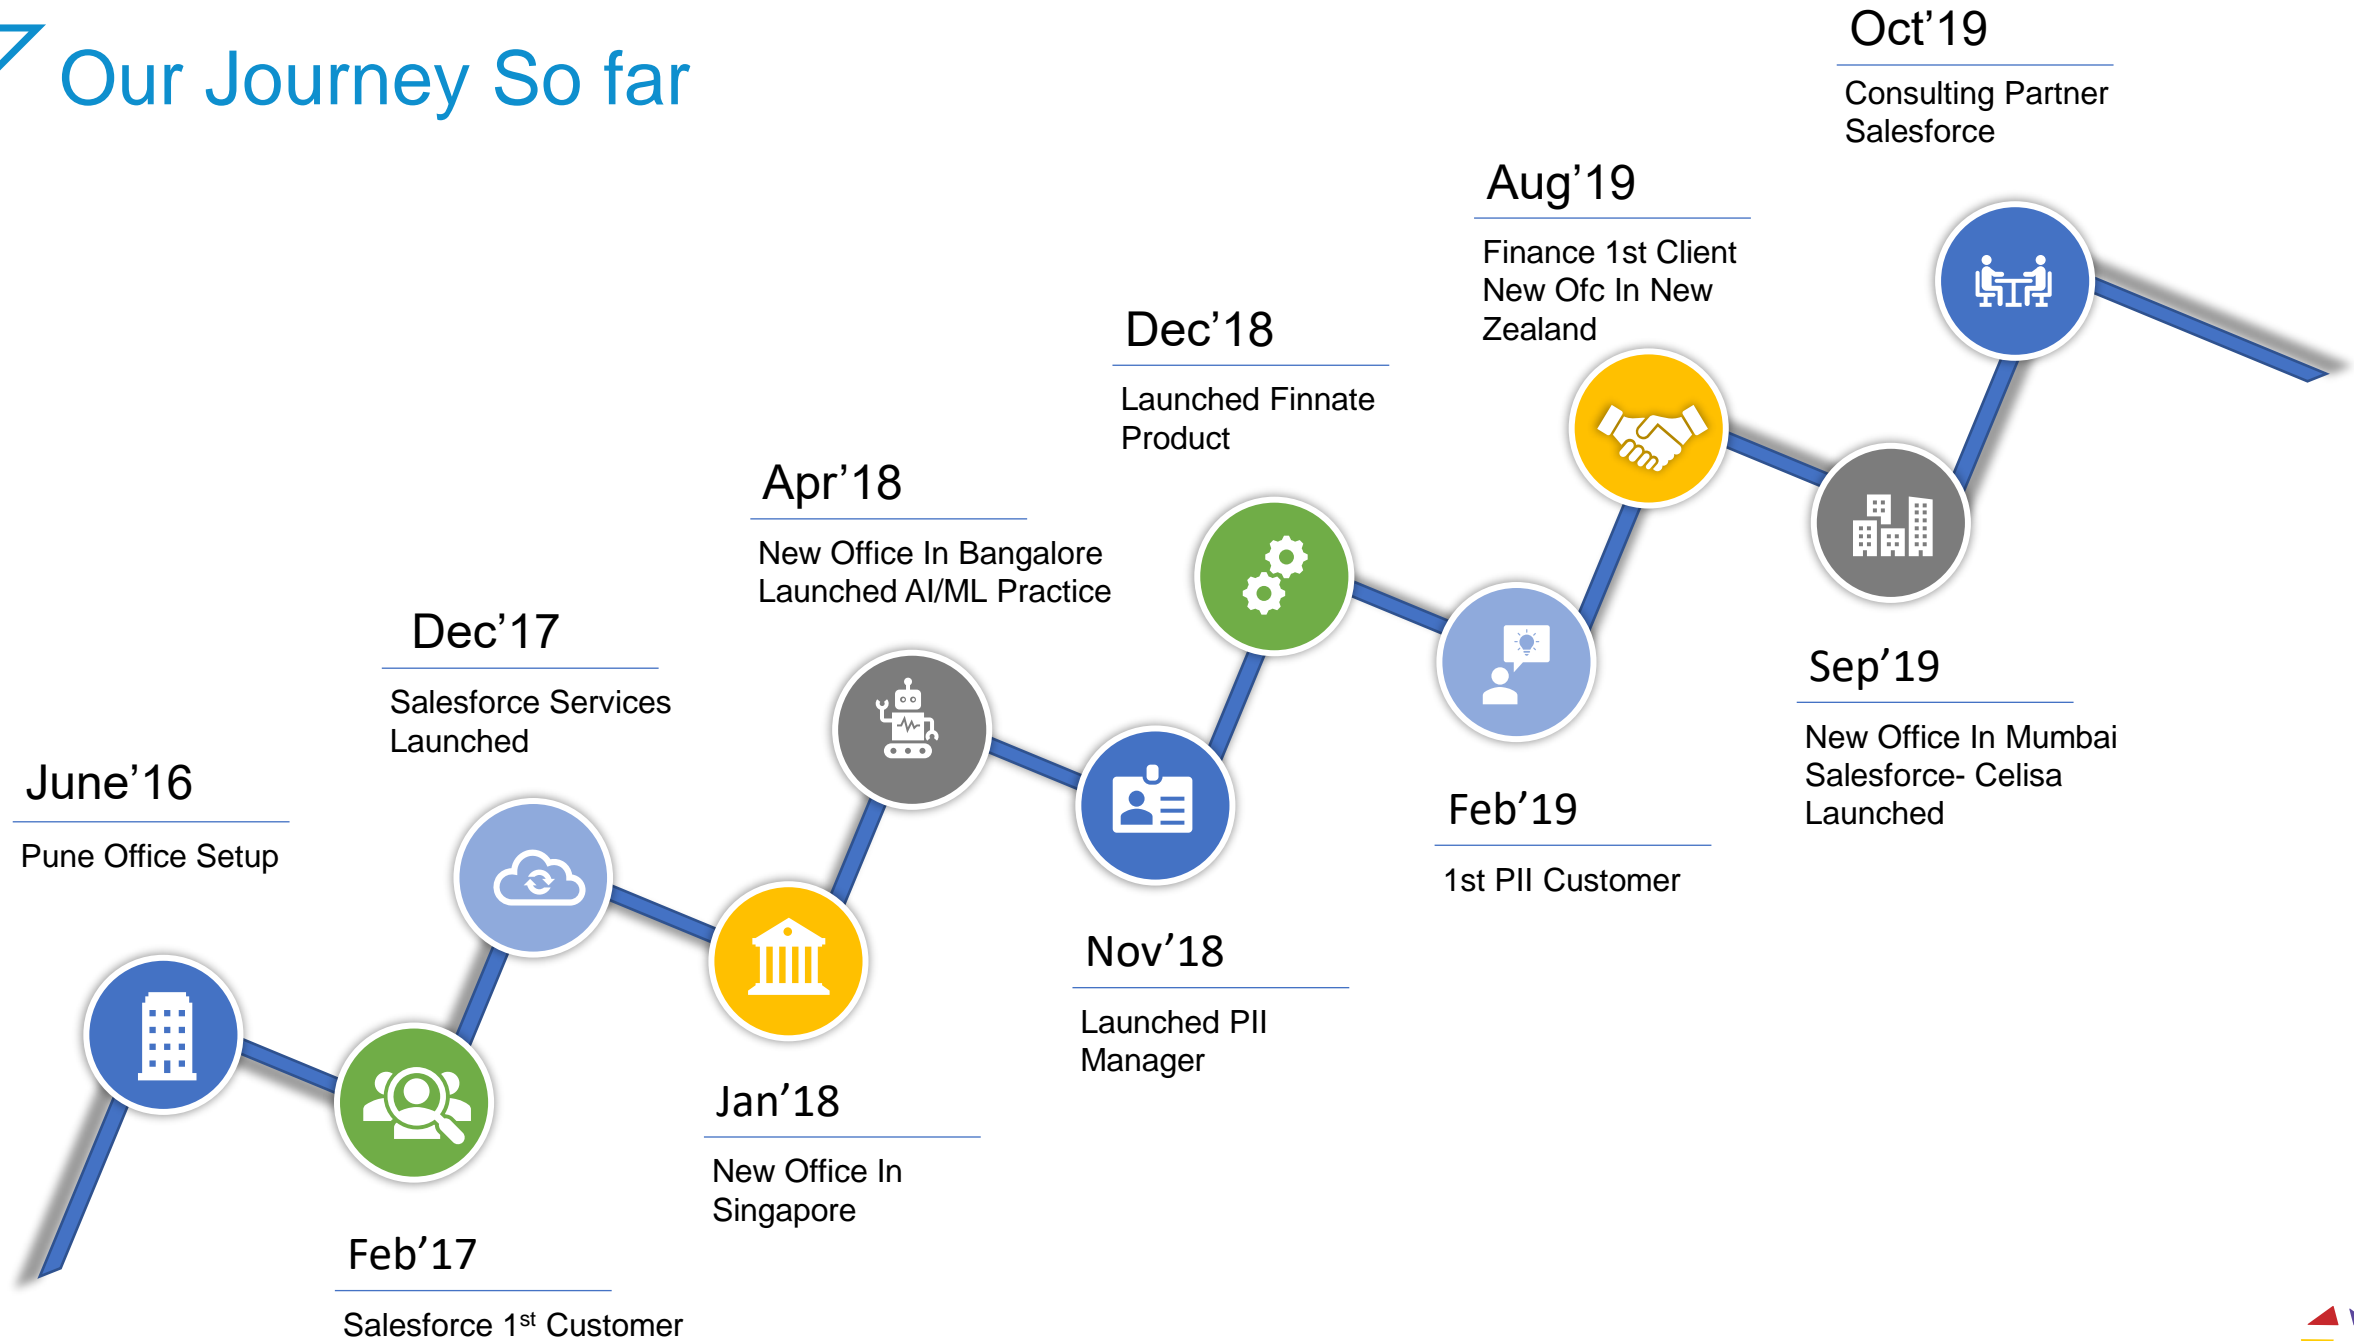 Our Journey So far
June’16
Pune Office Setup
Feb’17
Salesforce 1st Customer
Dec’17
Salesforce Services
Launched
Jan’18
New Office In
Singapore
Apr’18
New Office In Bangalore
Launched AI/ML Practice
Nov’18
Launched PII
Manager
Dec’18
Launched Finnate
Product
Feb’19
1st PII Customer
Aug’19
Finance 1st Client
New Ofc In New
Zealand
Sep’19
New Office In Mumbai
Salesforce- Celisa
Launched
Oct’19
Consulting Partner
Salesforce